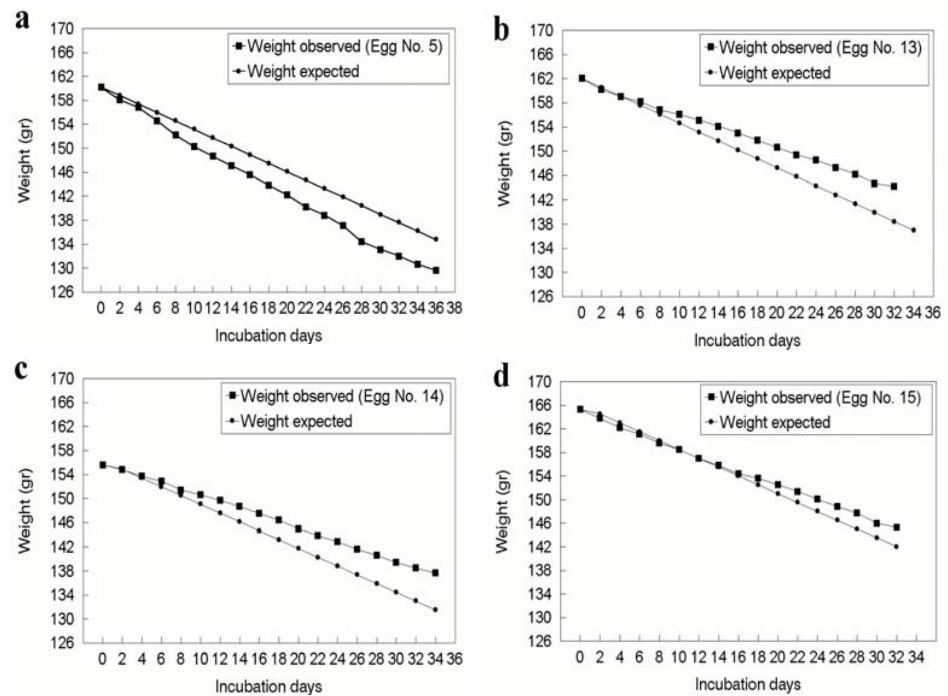 a
170
166
162
158
154
150
146
142
138
134
130
126
Weight (gr)
Weight observed (Egg No. 5)
Weight expected
0 2 4 6 8 10 12 14 16 18 20 22 24 26 28 30 32 34 36 38
Incubation days
b
170
166
162
158
154
150
146
142
138
134
130
126
Weight (gr)
Weight observed (Egg No. 13)
Weight expected
0 2 4 6 8 10 12 14 16 18 20 22 24 26 28 30 32 34 36
Incubation days
c
170
166
162
158
154
150
146
142
138
134
130
126
Weight (gr)
Weight observed (Egg No. 14)
Weight expected
0 2 4 6 8 10 12 14 16 18 20 22 24 26 28 30 32 34 36
Incubation days
d
170
166
162
158
154
150
146
142
138
134
130
126
Weight (gr)
Weight observed (Egg No. 15)
Weight expected
0 2 4 6 8 10 12 14 16 18 20 22 24 26 28 30 32 34
Incubation days